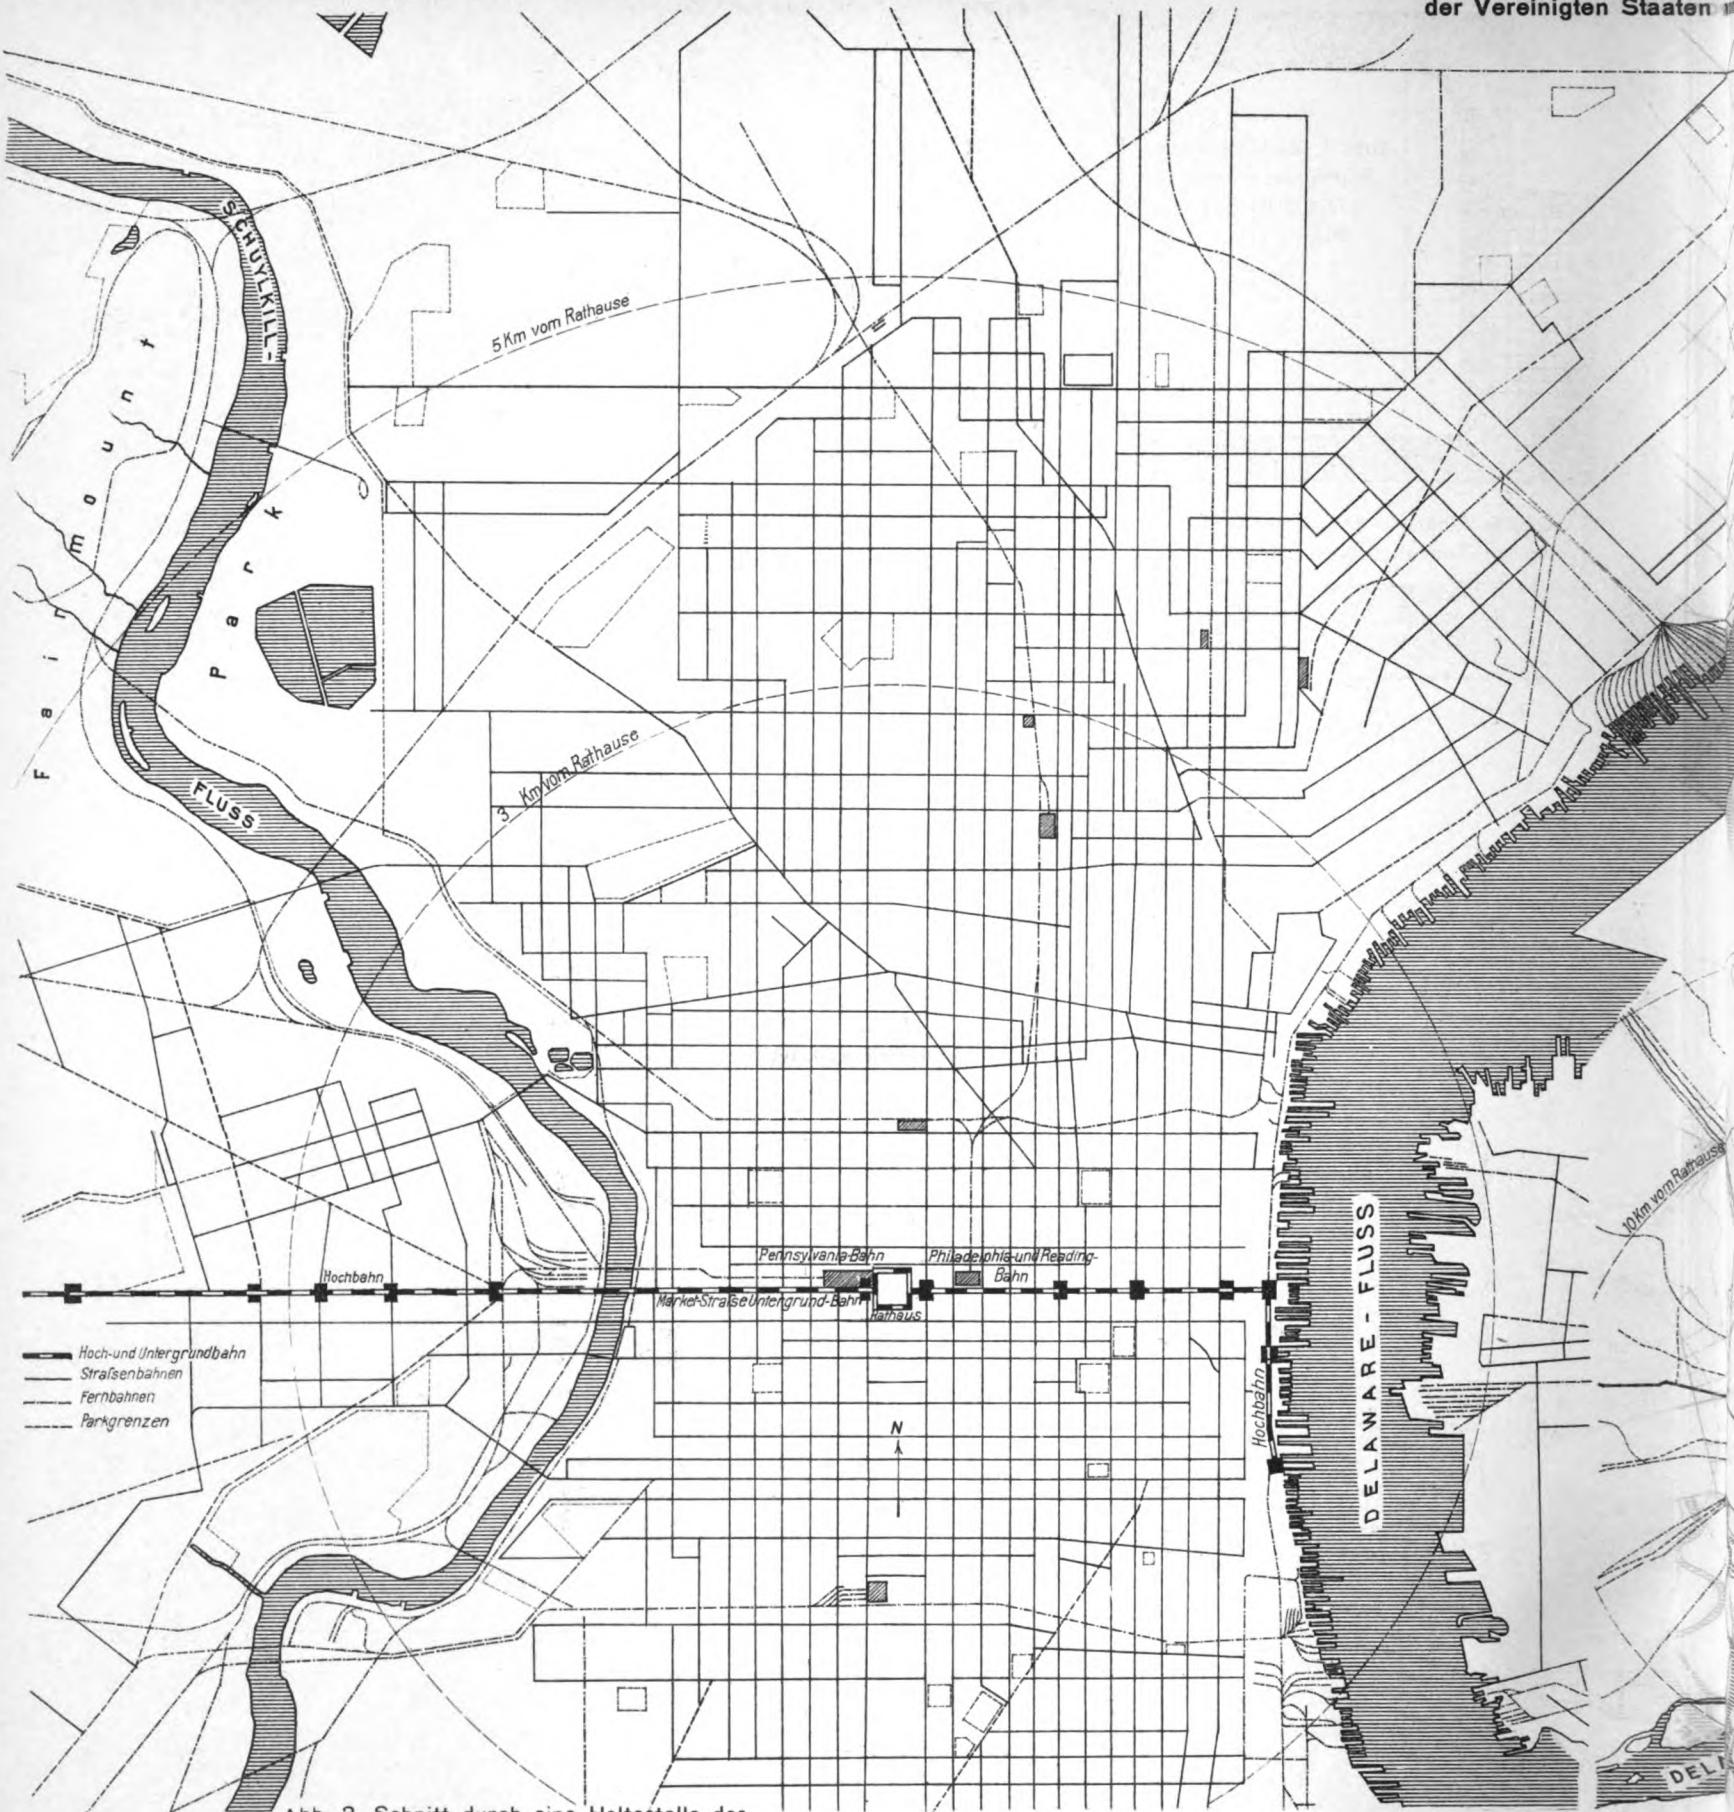 der Vereinigten Staaten
SCHUYLKILL-
5 Km vom Rathause
Fairmount
Park
3 Km vom Rathause
FLUSS
10 Km vom Rathause
Pennsylvania-Bahn
Philadelphia-und Reading-
Bahn
Hochbahn
Market-Straſse Untergrund-Bahn
Rathaus
Hoch-und Untergrundbahn
Straſsenbahnen
Fernbahnen
Parkgrenzen
Hochbahn
N
DELAWARE-FLUSS
DELA
Abb. 2. Schnitt durch eine Haltestelle der